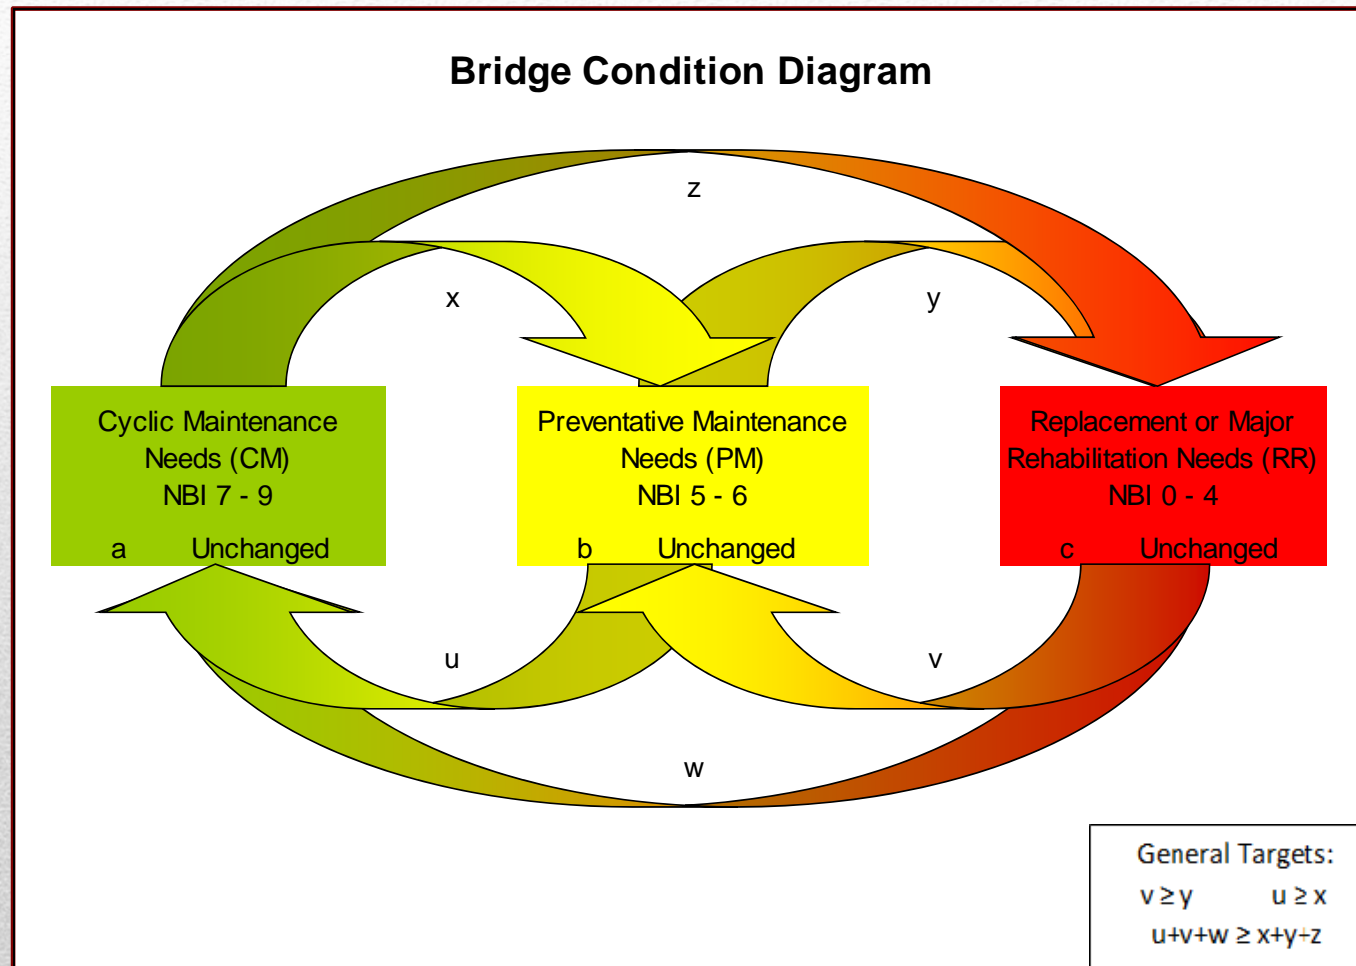 Bridge Condition Diagram
z
x
y
Cyclic Maintenance
Needs (CM)
NBI 7 - 9
a Unchanged
Preventative Maintenance
Needs (PM)
NBI 5 - 6
b Unchanged
Replacement or Major
Rehabilitation Needs (RR)
NBI 0 - 4
c Unchanged
u
v
w
General Targets:
v ≥ y u ≥ x
u+v+w ≥ x+y+z